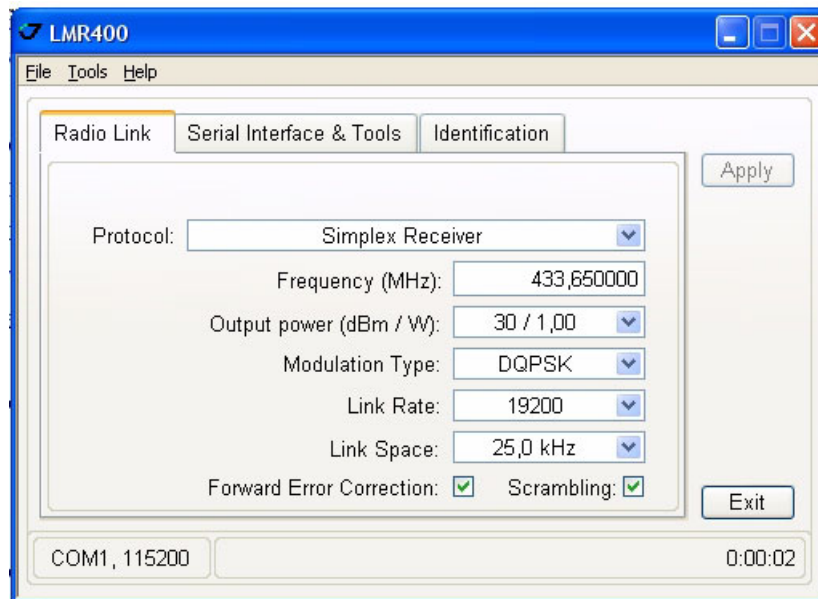 LMR400
File Tools Help
Radio Link Serial Interface & Tools Identification
Apply
Protocol: Simplex Receiver
Frequency (MHz): 433,650000
Output power (dBm / W): 30 / 1,00
Modulation Type: DQPSK
Link Rate: 19200
Link Space: 25,0 kHz
Forward Error Correction: Scrambling:
Exit
COM1, 115200 0:00:02